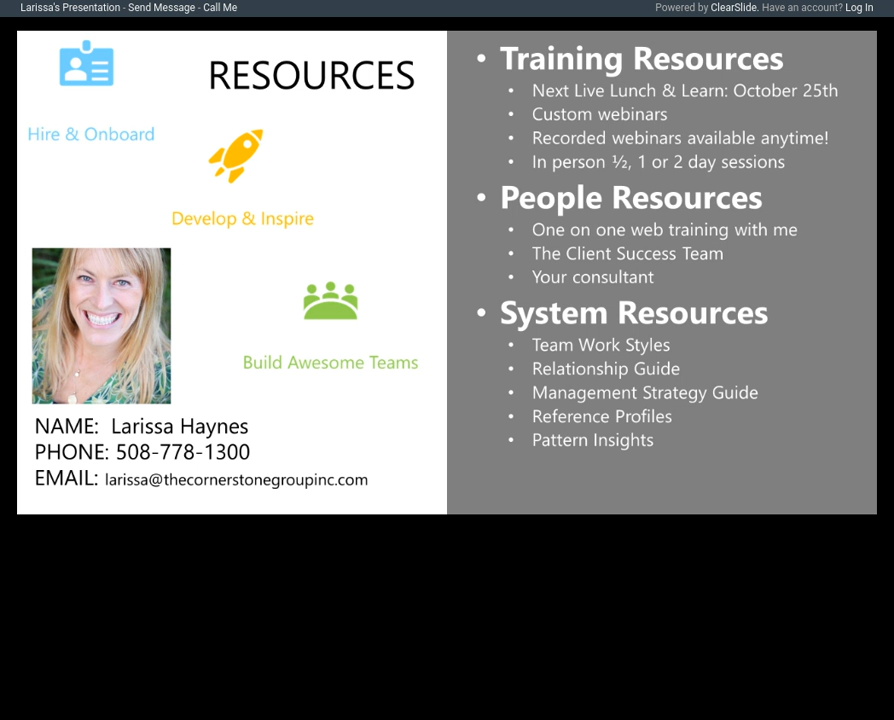 Larissa's Presentation - Send Message - Call Me
Powered by ClearSlide. Have an account? Log In
RESOURCES
Hire & Onboard
Develop & Inspire
Build Awesome Teams
NAME: Larissa Haynes
PHONE: 508-778-1300
EMAIL: larissa@thecornerstonegroupinc.com
• Training Resources
• Next Live Lunch & Learn: October 25th
• Custom webinars
• Recorded webinars available anytime!
• In person ½, 1 or 2 day sessions
• People Resources
• One on one web training with me
• The Client Success Team
• Your consultant
• System Resources
• Team Work Styles
• Relationship Guide
• Management Strategy Guide
• Reference Profiles
• Pattern Insights